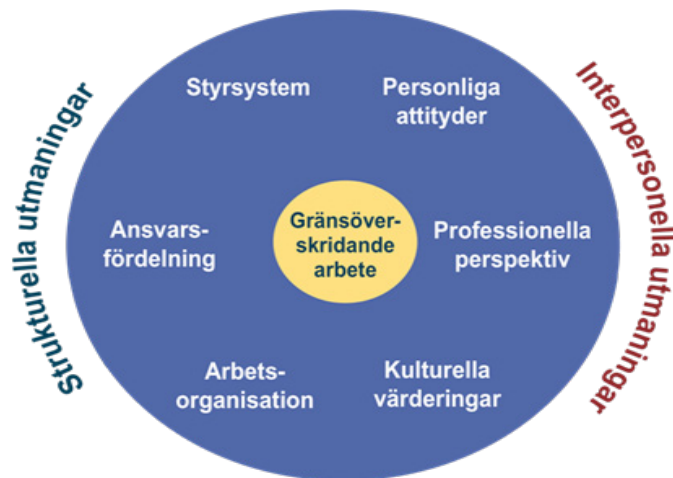 Strukturella utmaningar
Interpersonella utmaningar
Styrsystem
Personliga
attityder
Ansvars-
fördelning
Gränsöver-
skridande
arbete
Professionella
perspektiv
Arbets-
organisation
Kulturella
värderingar